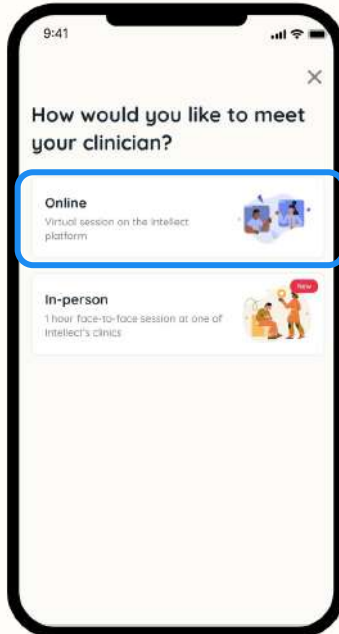 9:41
How would you like to meet
your clinician?
Online
Virtual session on the Intellect
platform
New
In-person
1 hour face-to-face session at one of
Intellect's clinics